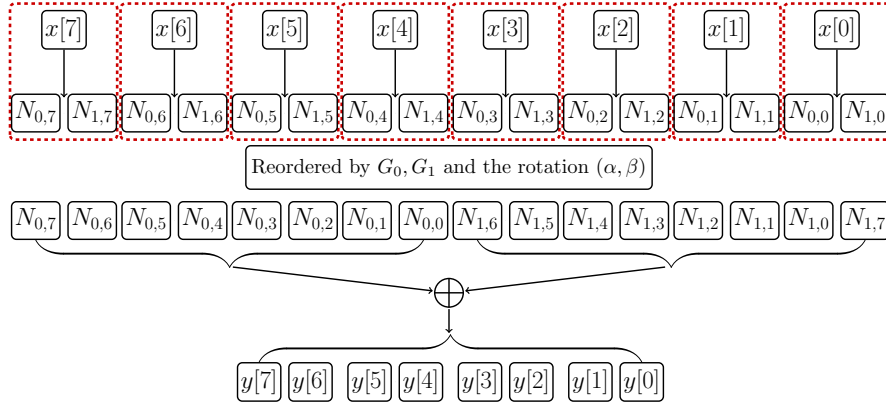 x[7] x[6] x[5] x[4] x[3] x[2] x[1] x[0]
N0,7 N1,7 N0,6 N1,6 N0,5 N1,5 N0,4 N1,4 N0,3 N1,3 N0,2 N1,2 N0,1 N1,1 N0,0 N1,0
Reordered by G0, G1 and the rotation (α, β)
N0,7 N0,6 N0,5 N0,4 N0,3 N0,2 N0,1 N0,0 N1,6 N1,5 N1,4 N1,3 N1,2 N1,1 N1,0 N1,7
y[7] y[6] y[5] y[4] y[3] y[2] y[1] y[0]